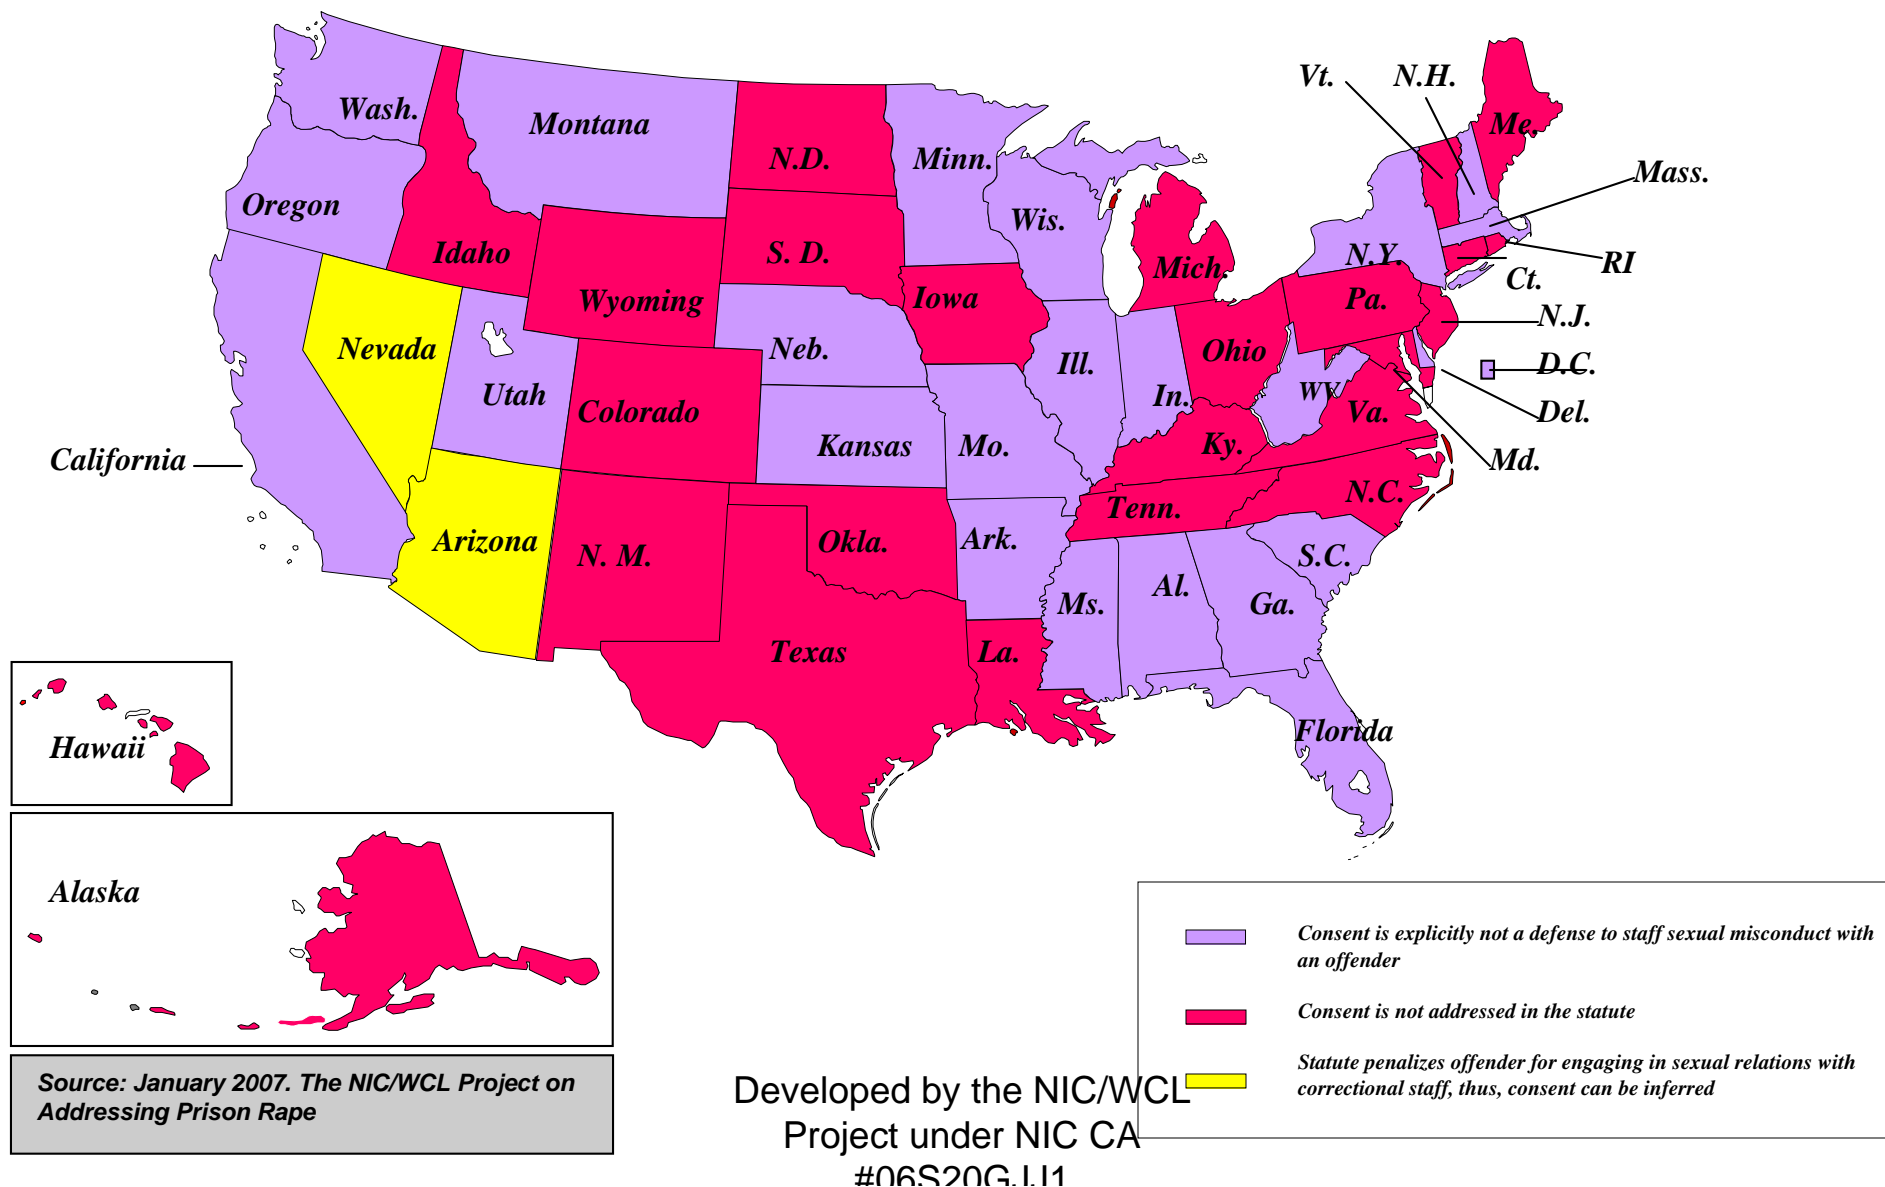 Vt.
N.H.
Me.
Wash.
Montana
N.D.
Minn.
Mass.
Oregon
Wis.
Idaho
S. D.
Mich.
N.Y.
RI
Ct.
Wyoming
Iowa
Pa.
N.J.
Nevada
Neb.
Ill.
Ohio
D.C.
Utah
Colorado
In.
WV
Va.
Del.
California
Kansas
Mo.
Ky.
Md.
N.C.
Tenn.
Arizona
N. M.
Okla.
Ark.
S.C.
Ms.
Al.
Ga.
Texas
La.
Florida
Hawaii
Alaska
Consent is explicitly not a defense to staff sexual misconduct with
an offender
Consent is not addressed in the statute
Statute penalizes offender for engaging in sexual relations with
correctional staff, thus, consent can be inferred
Source: January 2007. The NIC/WCL Project on
Addressing Prison Rape
Developed by the NIC/WCL
Project under NIC CA
#06S20GJJ1